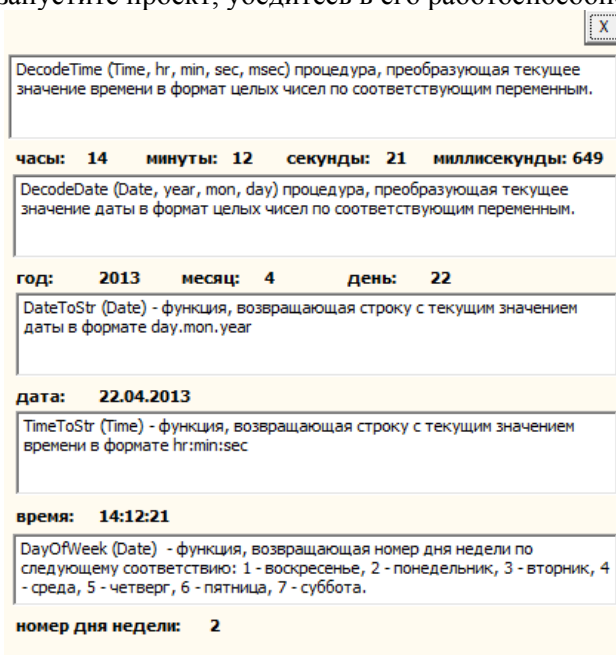 запустите проект, убедитесь в его
X
DecodeTime (Time, hr, min, sec, msec) процедура, преобразующая текущее
значение времени в формат целых чисел по соответствующим переменным.
часы: 14 минуты: 12 секунды: 21 миллисекунды: 649
DecodeDate (Date, year, mon, day) процедура, преобразующая текущее
значение даты в формат целых чисел по соответствующим переменным.
год: 2013 месяц: 4 день: 22
DateToStr (Date) - функция, возвращающая строку с текущим значением
даты в формате day.mon.year
дата: 22.04.2013
TimeToStr (Time) - функция, возвращающая строку с текущим значением
времени в формате hr:min:sec
время: 14:12:21
DayOfWeek (Date) - функция, возвращающая номер дня недели по
следующему соответствию: 1 - воскресенье, 2 - понедельник, 3 - вторник, 4
- среда, 5 - четверг, 6 - пятница, 7 - суббота.
номер дня недели: 2